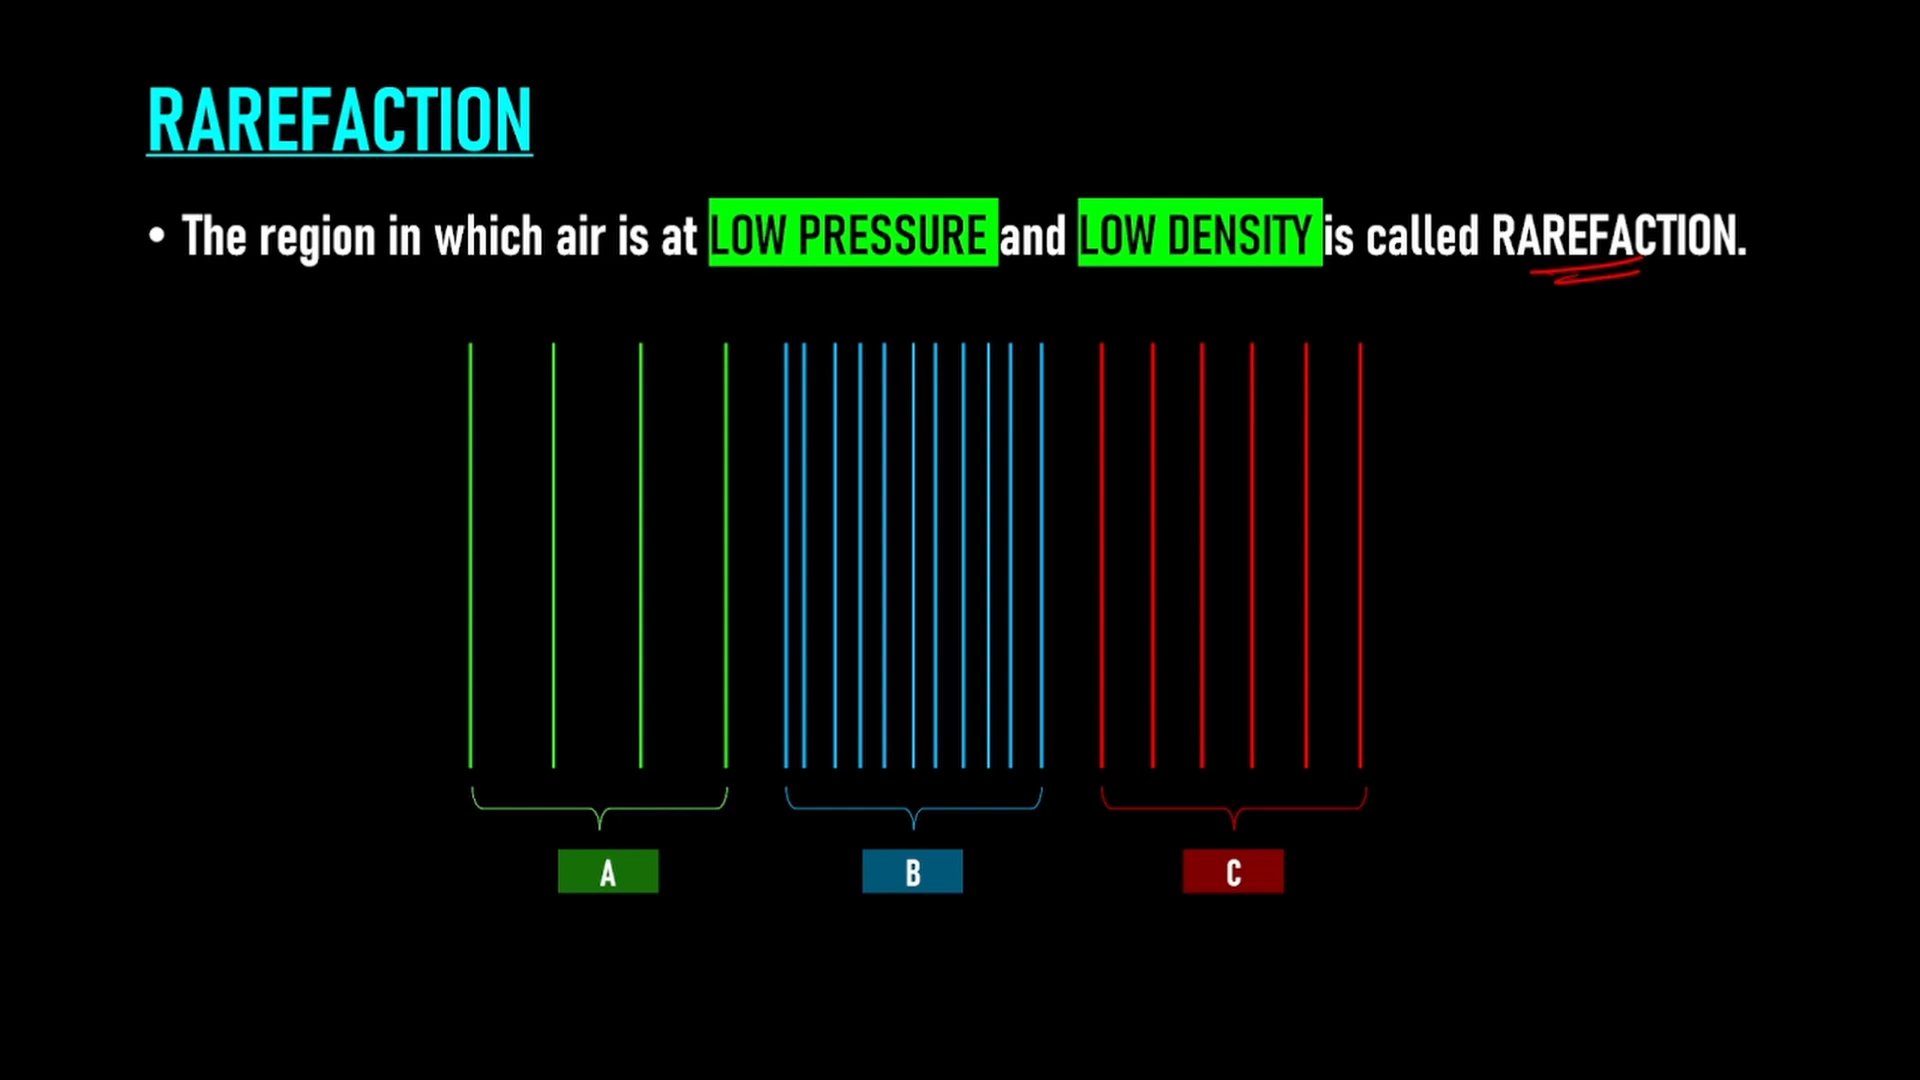 RAREFACTION
• The region in which air is at LOW PRESSURE and LOW DENSITY is called RAREFACTION.
A B C